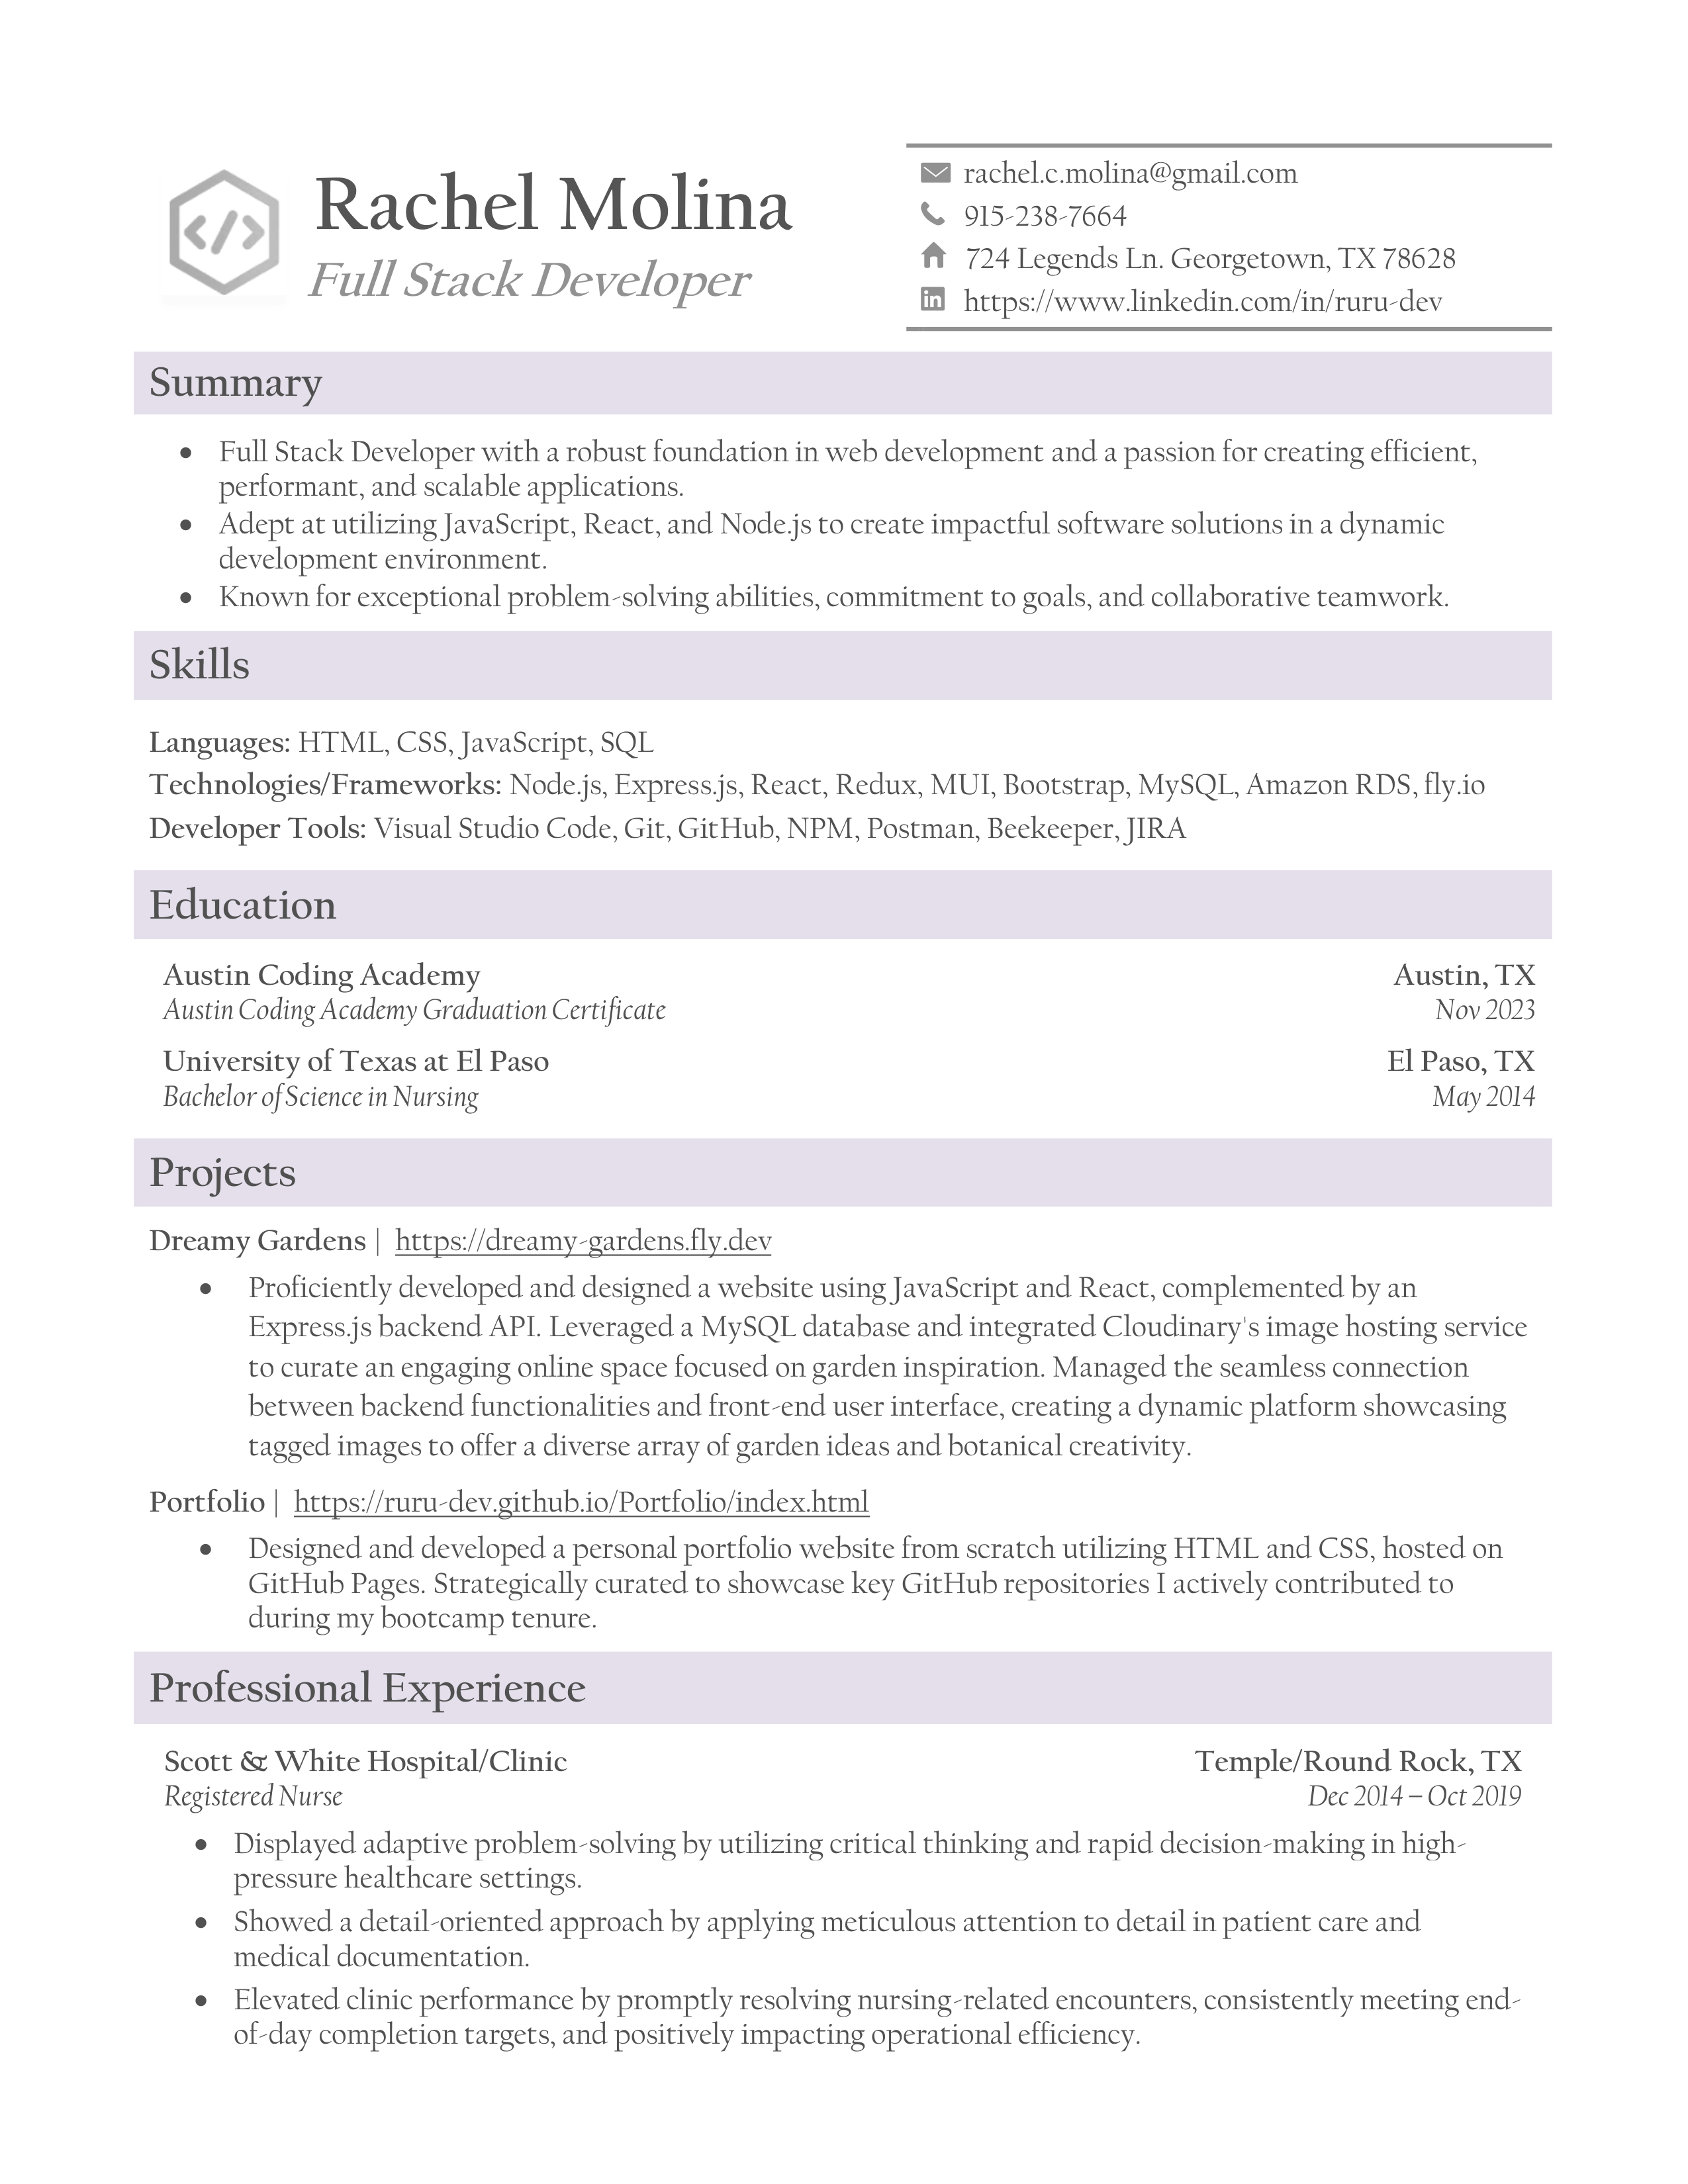 Rachel Molina
Full Stack Developer
rachel.c.molina@gmail.com
915-238-7664
724 Legends Ln. Georgetown, TX 78628
https://www.linkedin.com/in/ruru-dev
Summary
• Full Stack Developer with a robust foundation in web development and a passion for creating efficient,
performant, and scalable applications.
• Adept at utilizing JavaScript, React, and Node.js to create impactful software solutions in a dynamic
development environment.
• Known for exceptional problem-solving abilities, commitment to goals, and collaborative teamwork.
Skills
Languages: HTML, CSS, JavaScript, SQL
Technologies/Frameworks: Node.js, Express.js, React, Redux, MUI, Bootstrap, MySQL, Amazon RDS, fly.io
Developer Tools: Visual Studio Code, Git, GitHub, NPM, Postman, Beekeeper, JIRA
Education
Austin Coding Academy Austin, TX
Austin Coding Academy Graduation Certificate Nov 2023
University of Texas at El Paso El Paso, TX
Bachelor of Science in Nursing May 2014
Projects
Dreamy Gardens | https://dreamy-gardens.fly.dev
• Proficiently developed and designed a website using JavaScript and React, complemented by an
Express.js backend API. Leveraged a MySQL database and integrated Cloudinary's image hosting service
to curate an engaging online space focused on garden inspiration. Managed the seamless connection
between backend functionalities and front-end user interface, creating a dynamic platform showcasing
tagged images to offer a diverse array of garden ideas and botanical creativity.
Portfolio | https://ruru-dev.github.io/Portfolio/index.html
• Designed and developed a personal portfolio website from scratch utilizing HTML and CSS, hosted on
GitHub Pages. Strategically curated to showcase key GitHub repositories I actively contributed to
during my bootcamp tenure.
Professional Experience
Scott & White Hospital/Clinic Temple/Round Rock, TX
Registered Nurse Dec 2014 – Oct 2019
• Displayed adaptive problem-solving by utilizing critical thinking and rapid decision-making in high-
pressure healthcare settings.
• Showed a detail-oriented approach by applying meticulous attention to detail in patient care and
medical documentation.
• Elevated clinic performance by promptly resolving nursing-related encounters, consistently meeting end-
of-day completion targets, and positively impacting operational efficiency.